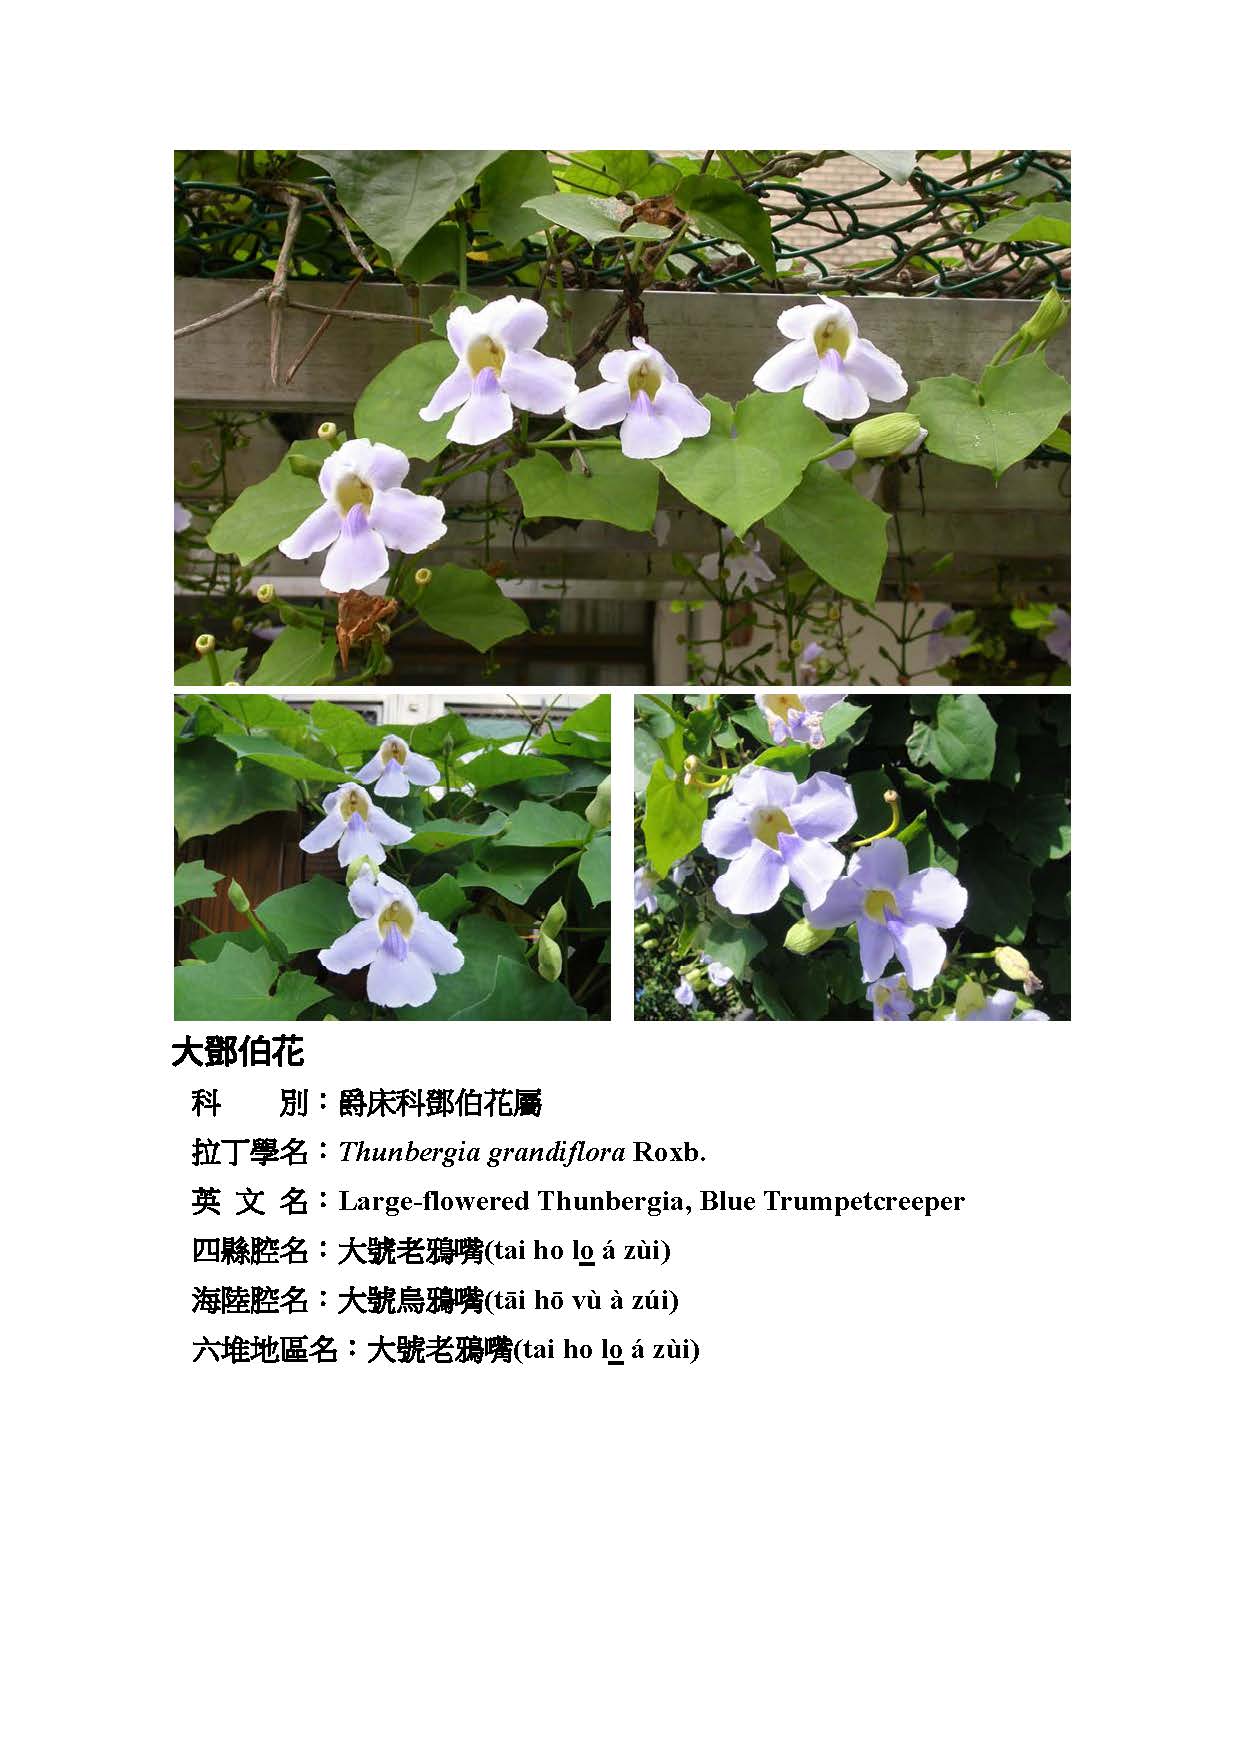 大鄧伯花
科　　別：爵床科鄧伯花屬
拉丁學名：Thunbergia grandiflora Roxb.
英 文 名：Large-flowered Thunbergia, Blue Trumpetcreeper
四縣腔名：大號老鴉嘴(tai ho lo á zùi)
海陸腔名：大號烏鴉嘴(tāi hō vù à zúi)
六堆地區名：大號老鴉嘴(tai ho lo á zùi)